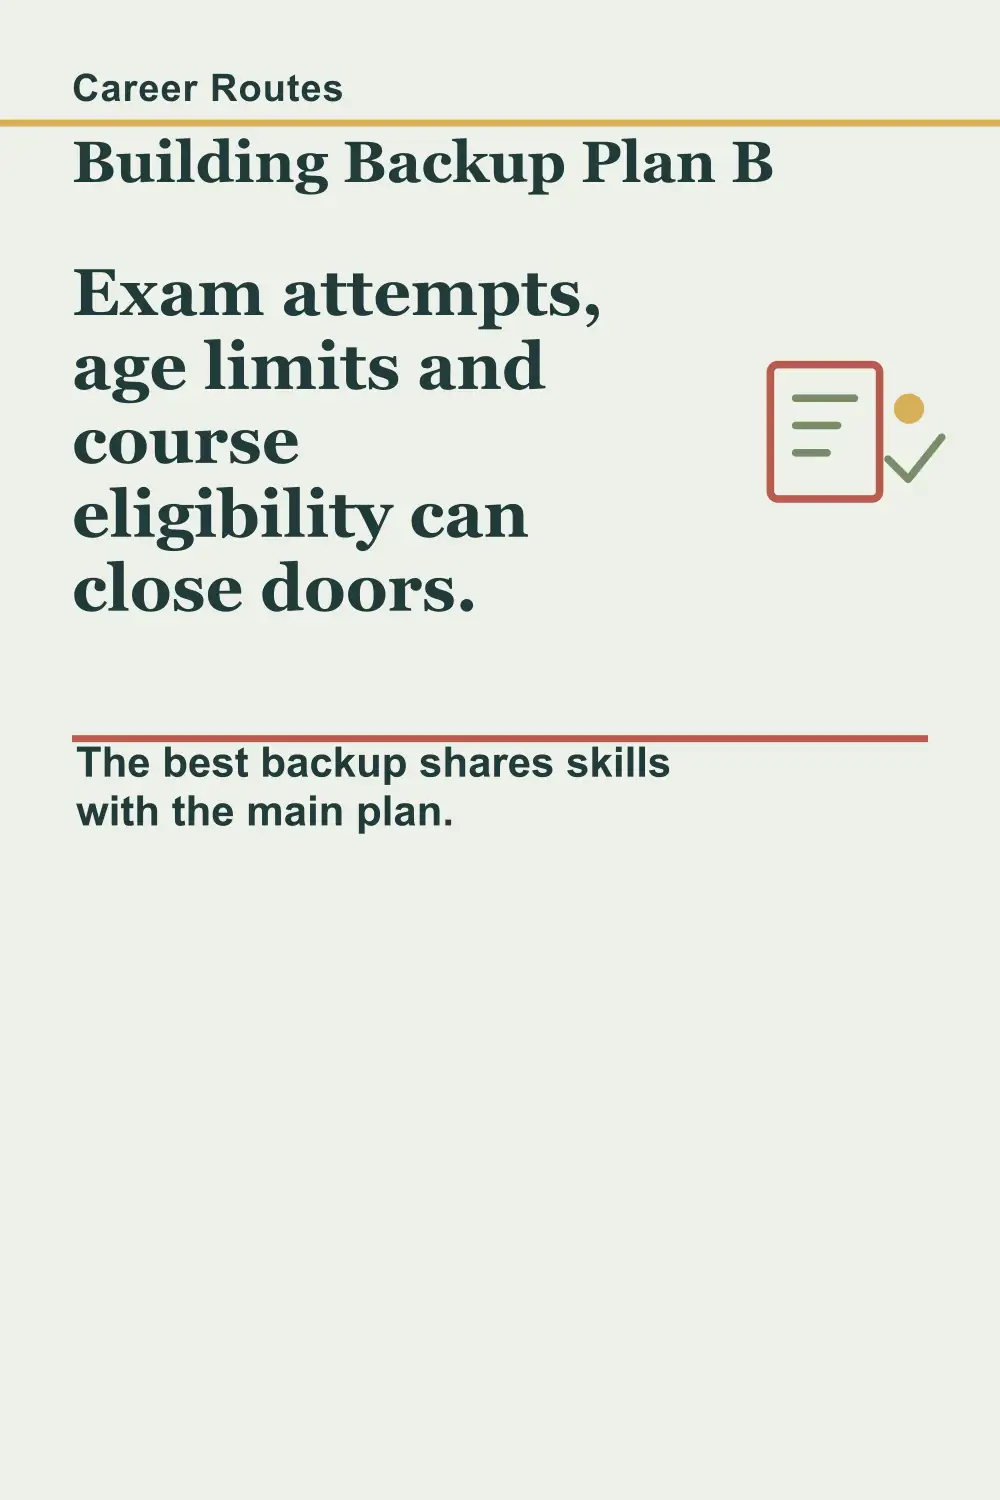 Career Routes
Building Backup Plan B
Exam attempts,
age limits and
course
eligibility can
close doors.
The best backup shares skills
with the main plan.